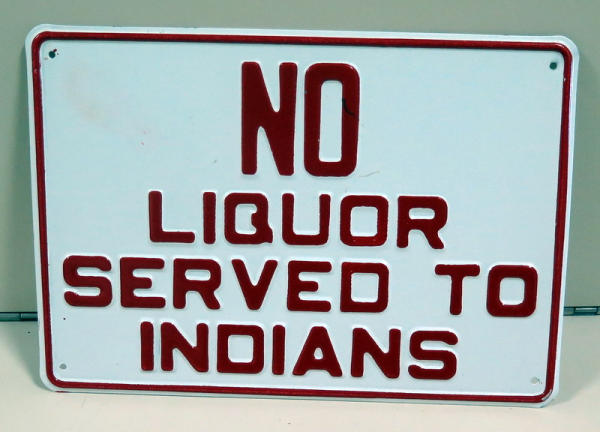 NO
LIQUOR
SERVED TO
INDIANS